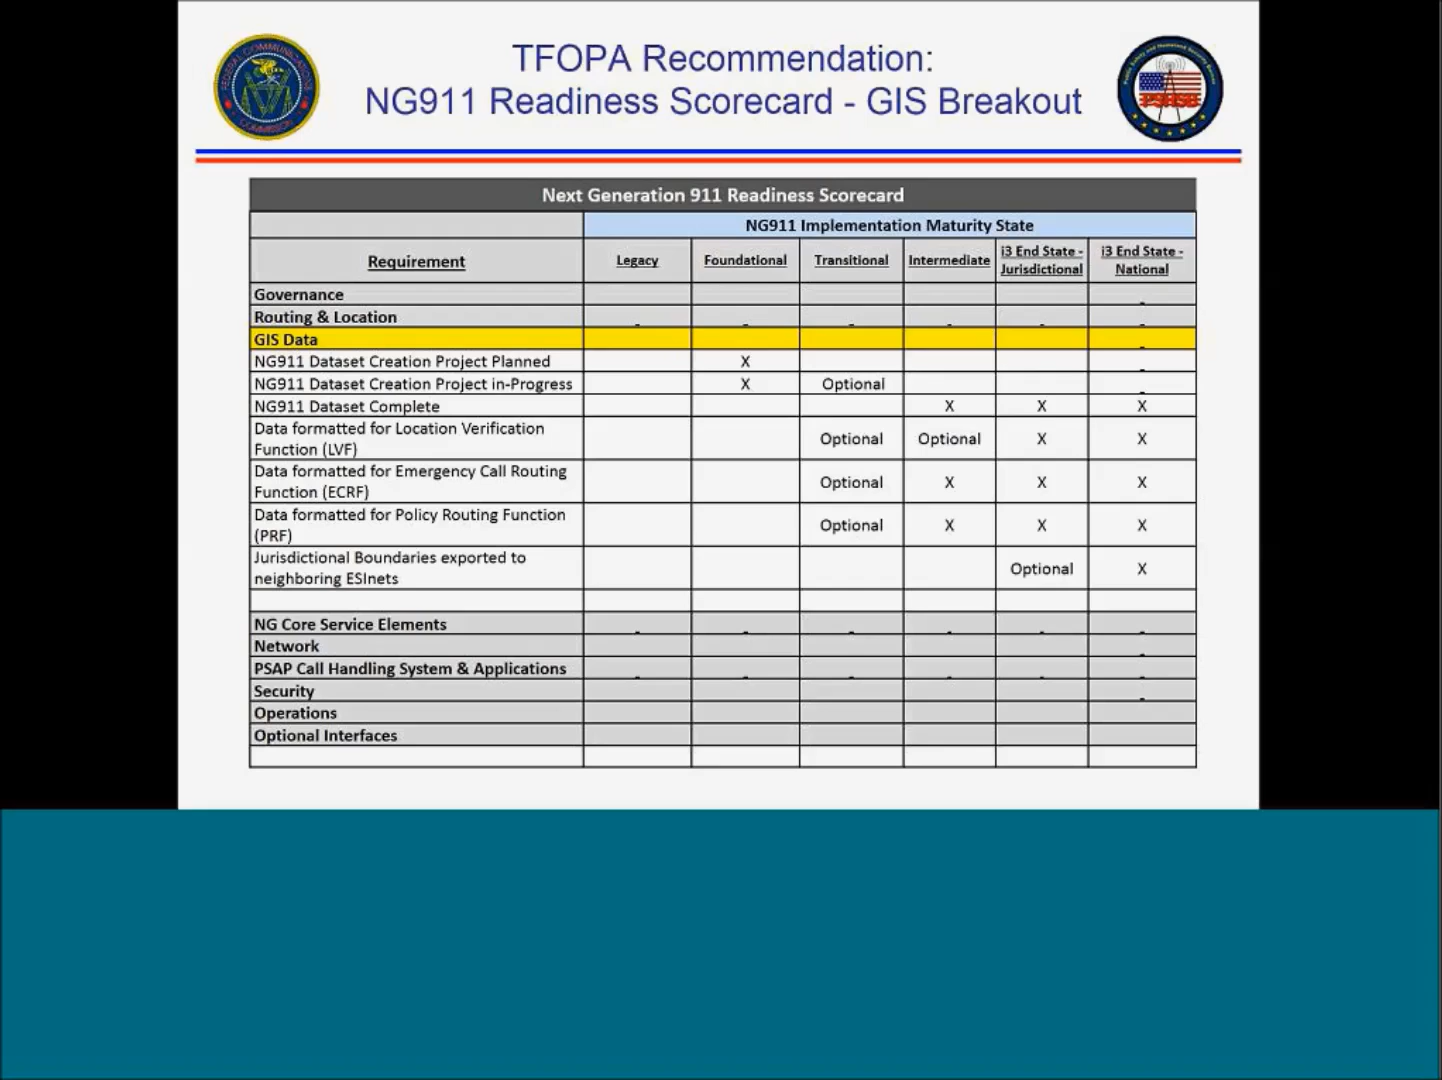 TFOPA Recommendation:
NG911 Readiness Scorecard - GIS Breakout
FEDERAL COMMUNICATIONS
COMMISSION
PSHSB
Next Generation 911 Readiness Scorecard
NG911 Implementation Maturity State
Requirement Legacy Foundational Transitional Intermediate i3 End State - Jurisdictional i3 End State - National
Governance
Routing & Location
GIS Data
NG911 Dataset Creation Project Planned X
NG911 Dataset Creation Project in-Progress X Optional
NG911 Dataset Complete X X X
Data formatted for Location Verification
Function (LVF) Optional Optional X X
Data formatted for Emergency Call Routing
Function (ECRF) Optional X X X
Data formatted for Policy Routing Function
(PRF) Optional X X X
Jurisdictional Boundaries exported to
neighboring ESInets Optional X
NG Core Service Elements
Network
PSAP Call Handling System & Applications
Security
Operations
Optional Interfaces